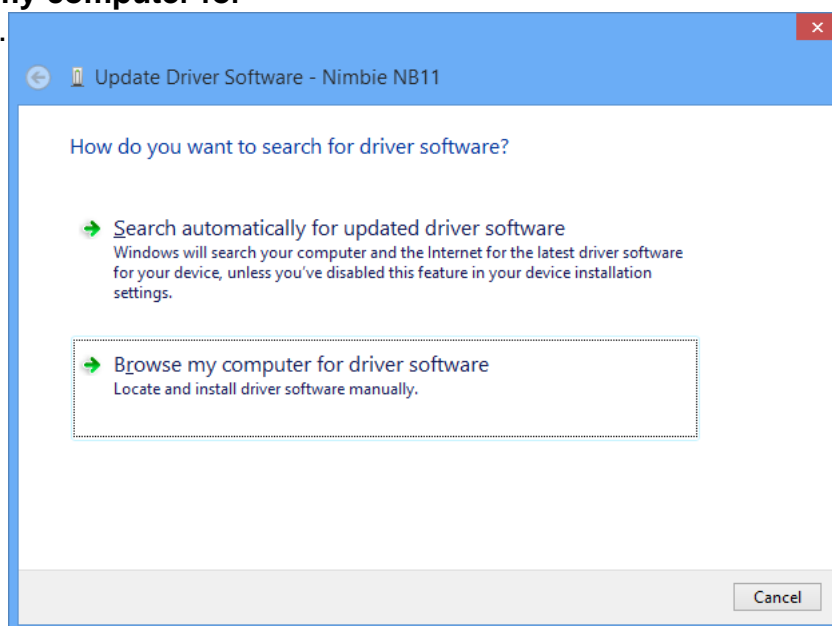 my computer for
.
Update Driver Software - Nimbie NB11
How do you want to search for driver software?
Search automatically for updated driver software
Windows will search your computer and the Internet for the latest driver software
for your device, unless you've disabled this feature in your device installation
settings.
Browse my computer for driver software
Locate and install driver software manually.
Cancel